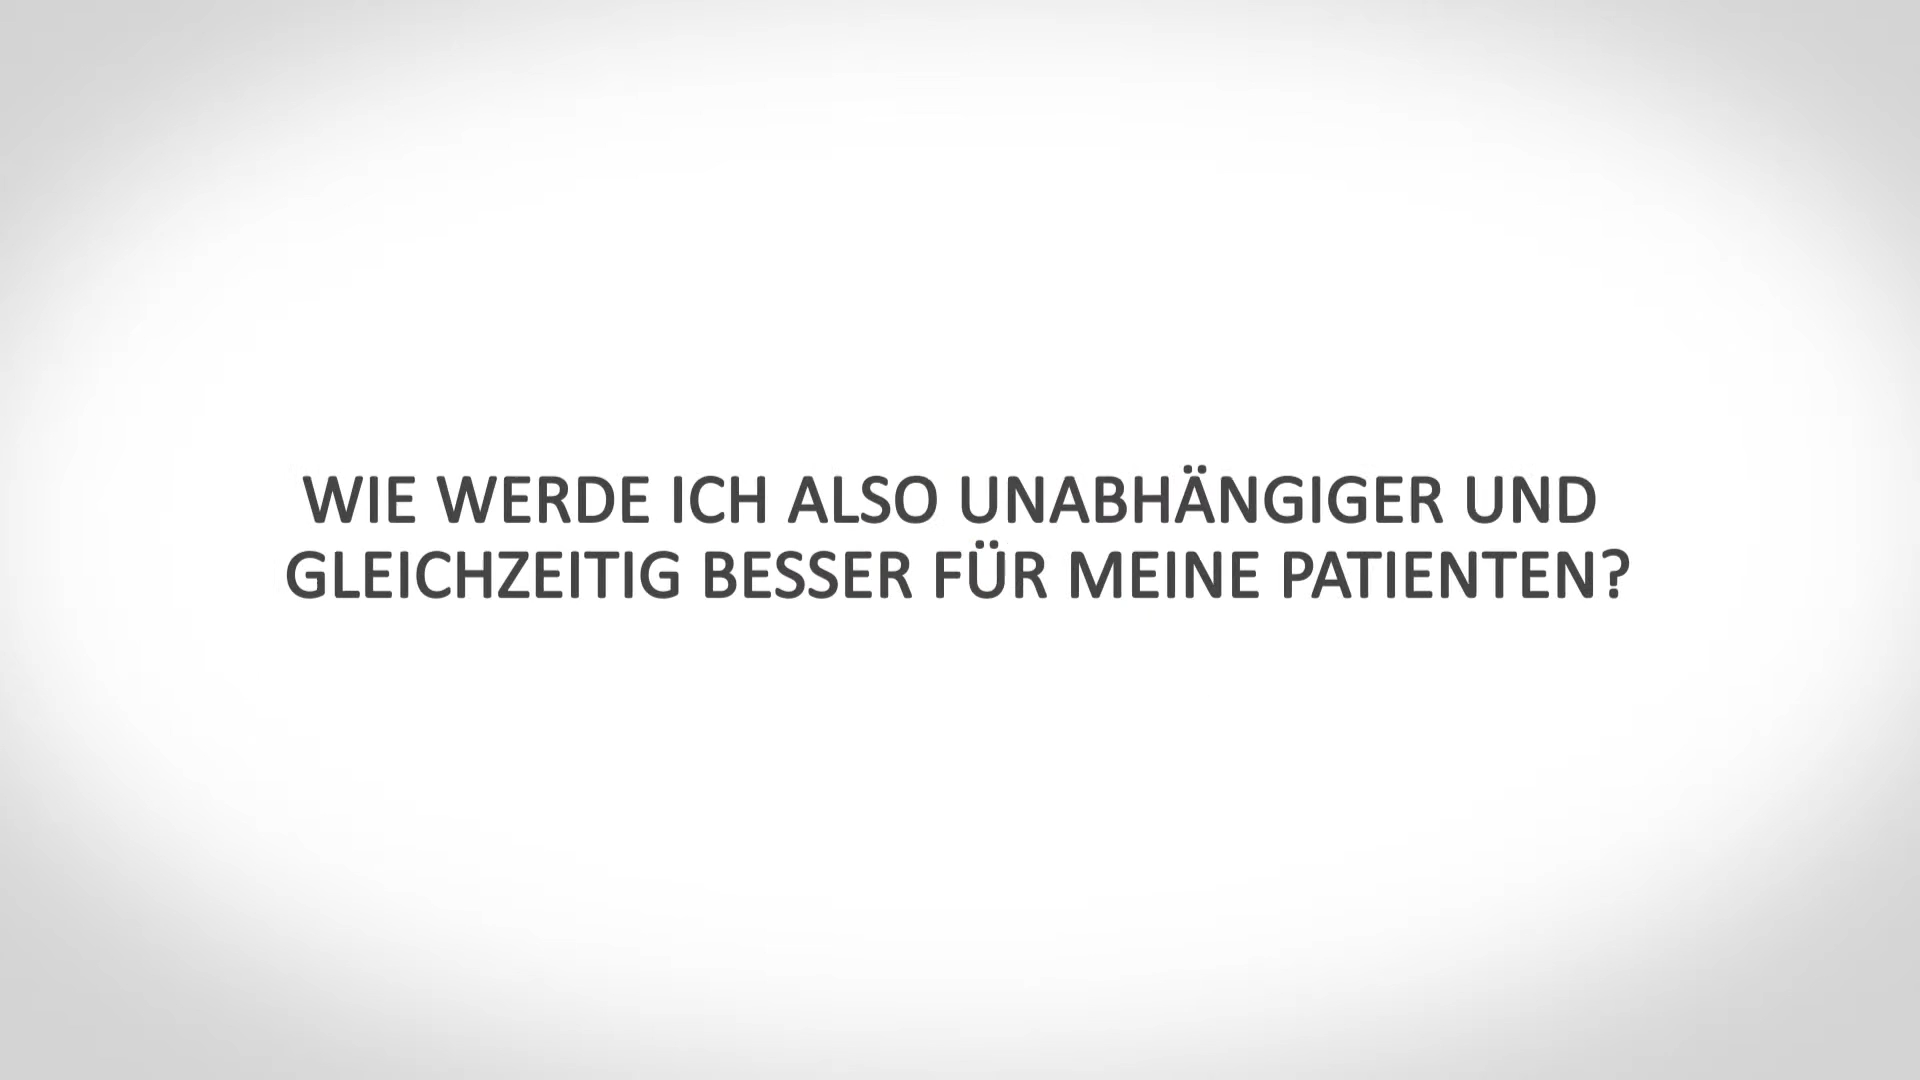 WIE WERDE ICH ALSO UNABHÄNGIGER UND
GLEICHZEITIG BESSER FÜR MEINE PATIENTEN?